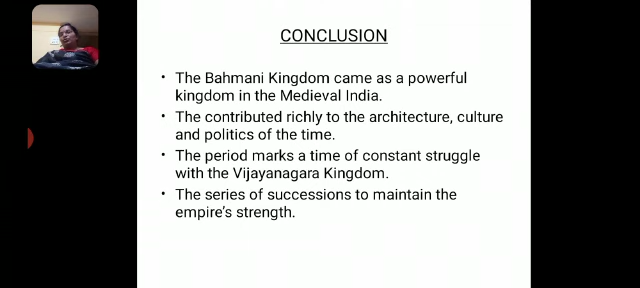 CONCLUSION
• The Bahmani Kingdom came as a powerful
kingdom in the Medieval India.
• The contributed richly to the architecture, culture
and politics of the time.
• The period marks a time of constant struggle
with the Vijayanagara Kingdom.
• The series of successions to maintain the
empire's strength.